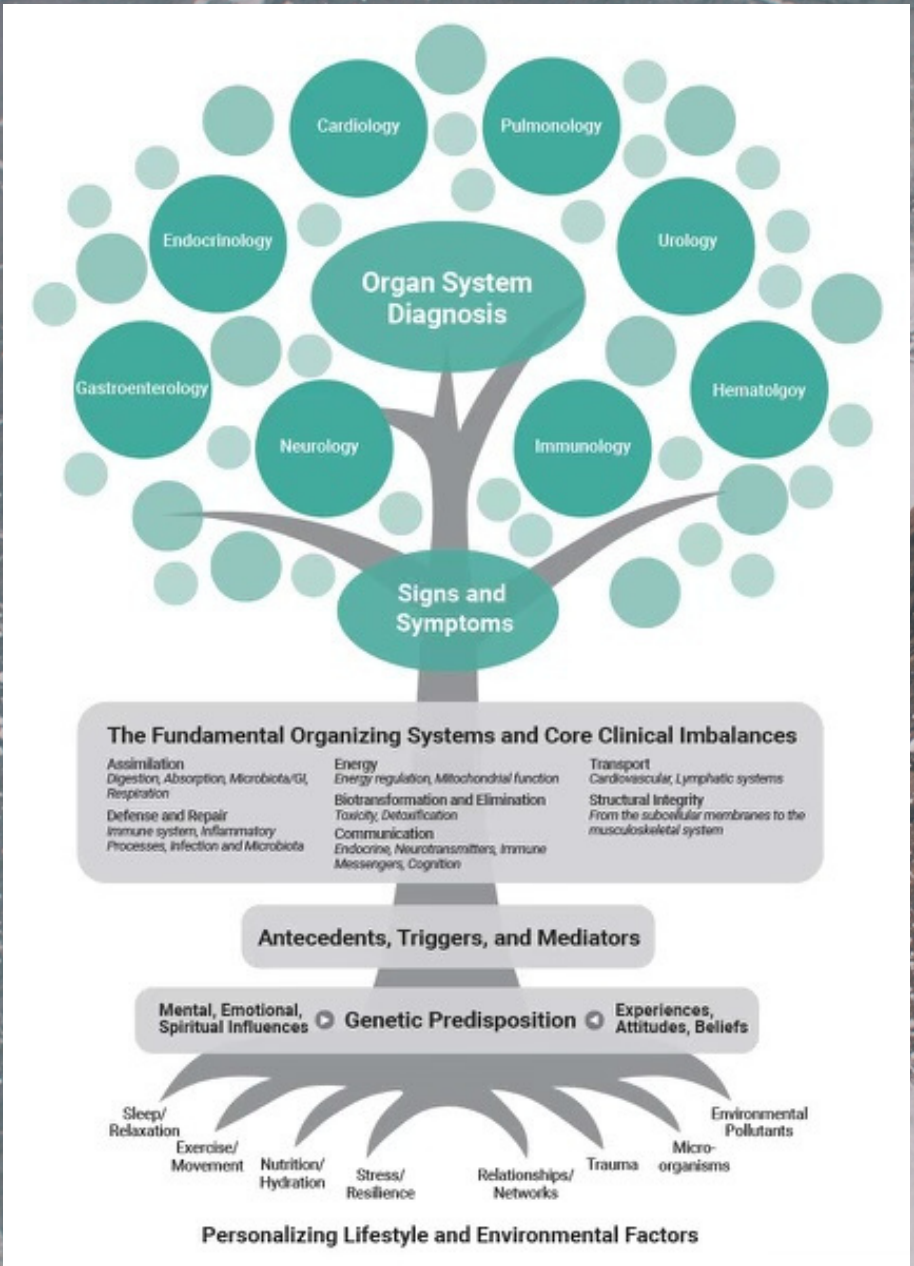 Cardiology
Pulmonology
Endocrinology
Urology
Organ System
Diagnosis
Gastroenterology
Hematolgoy
Neurology
Immunology
Signs and
Symptoms
The Fundamental Organizing Systems and Core Clinical Imbalances
Assimilation
Digestion, Absorption, Microbiota/GI,
Respiration
Defense and Repair
Immune system, Inflammatory
Processes, Infection and Microbiota
Energy
Energy regulation, Mitochondrial function
Biotransformation and Elimination
Toxicity, Detoxification
Communication
Endocrine, Neurotransmitters, Immune
Messengers, Cognition
Transport
Cardiovascular, Lymphatic systems
Structural Integrity
From the subcellular membranes to the
musculoskeletal system
Antecedents, Triggers, and Mediators
Mental, Emotional,
Spiritual Influences
Genetic Predisposition
Experiences,
Attitudes, Beliefs
Sleep/
Relaxation
Exercise/
Movement
Nutrition/
Hydration
Stress/
Resilience
Relationships/
Networks
Trauma
Micro-
organisms
Environmental
Pollutants
Personalizing Lifestyle and Environmental Factors